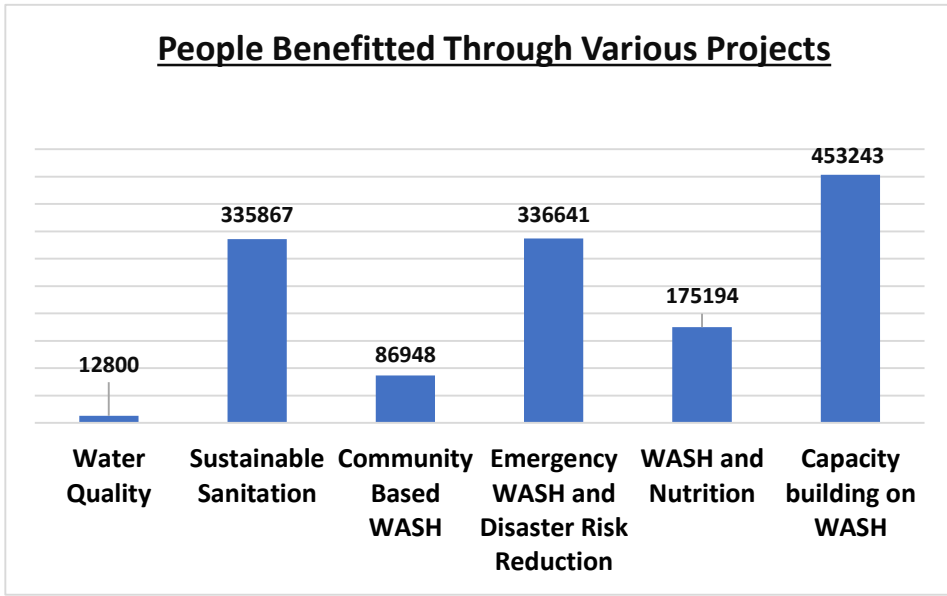 People Benefitted Through Various Projects
12800
335867
86948
336641
175194
453243
Water
Quality
Sustainable
Sanitation
Community
Based
WASH
Emergency
WASH and
Disaster Risk
Reduction
WASH and
Nutrition
Capacity
building on
WASH